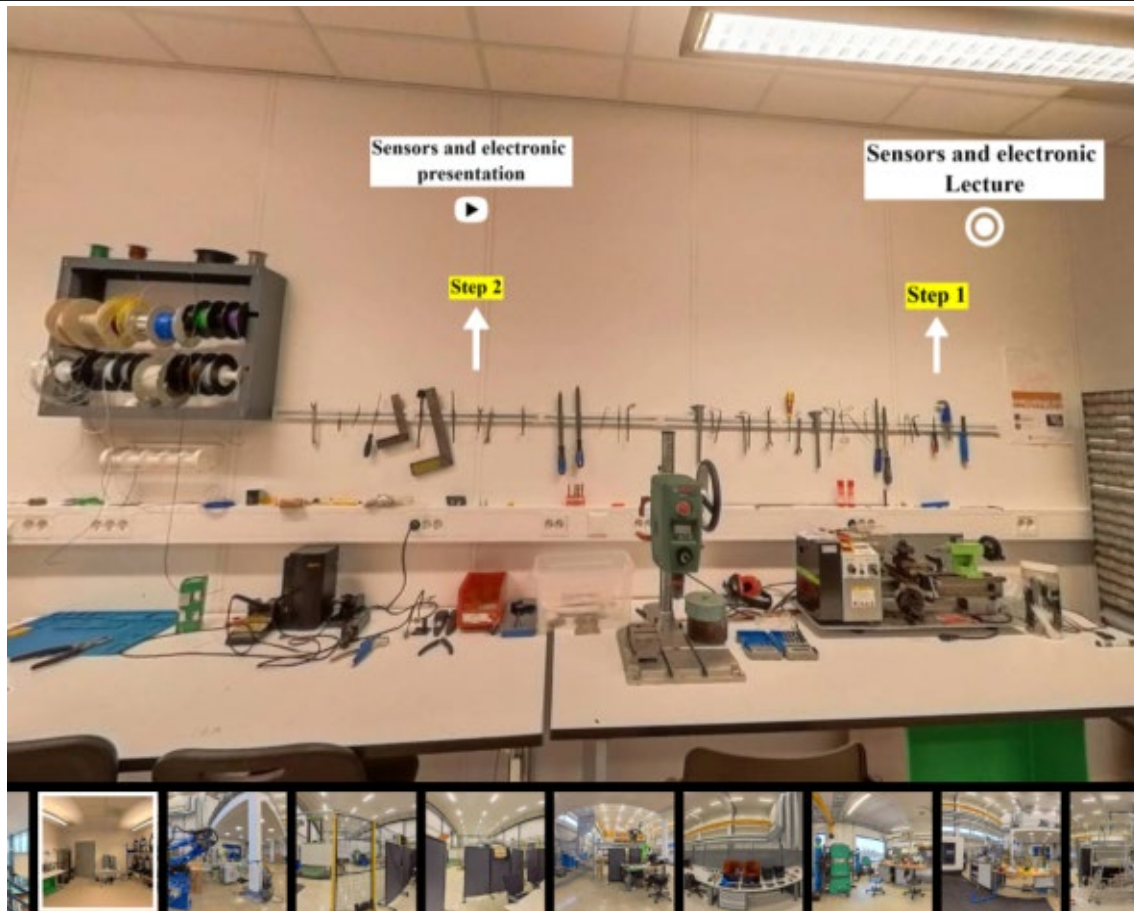 Sensors and electronic
presentation
Sensors and electronic
Lecture
Step 2
Step 1